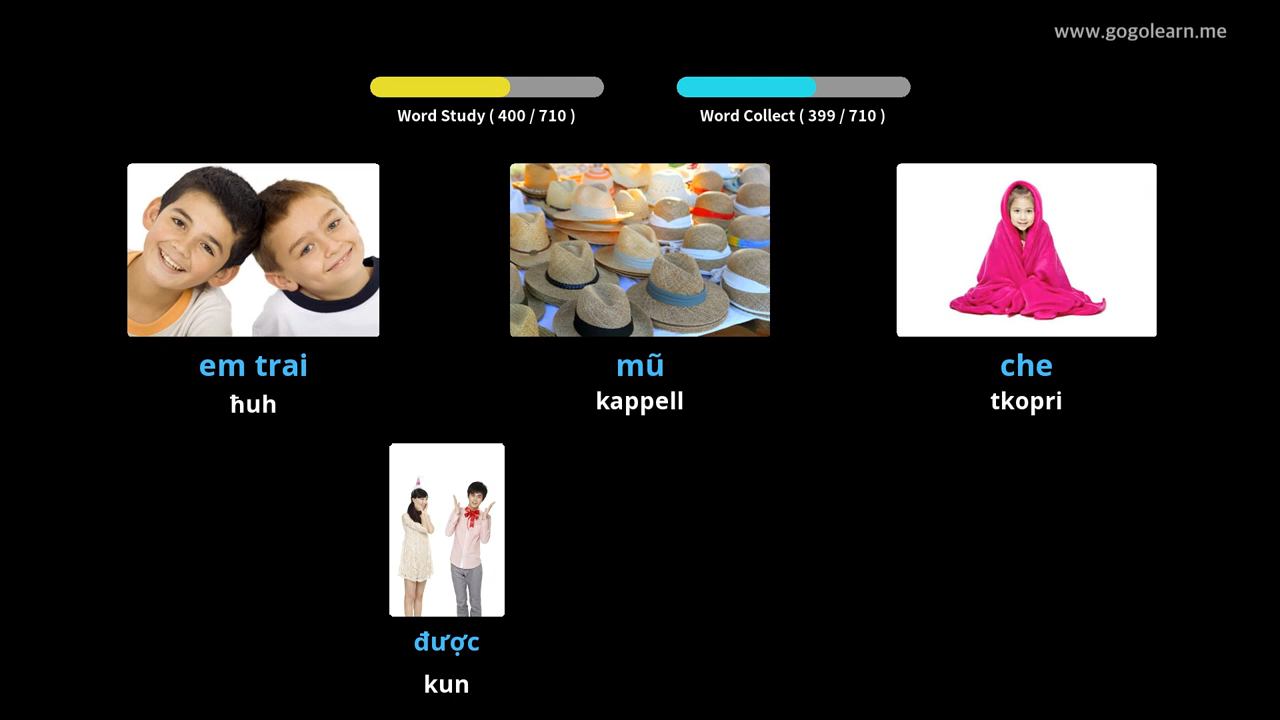 www.gogolearn.me
Word Study ( 400 / 710 )
Word Collect ( 399 / 710 )
em trai
ħuh
mũ
kappell
che
tkopri
được
kun